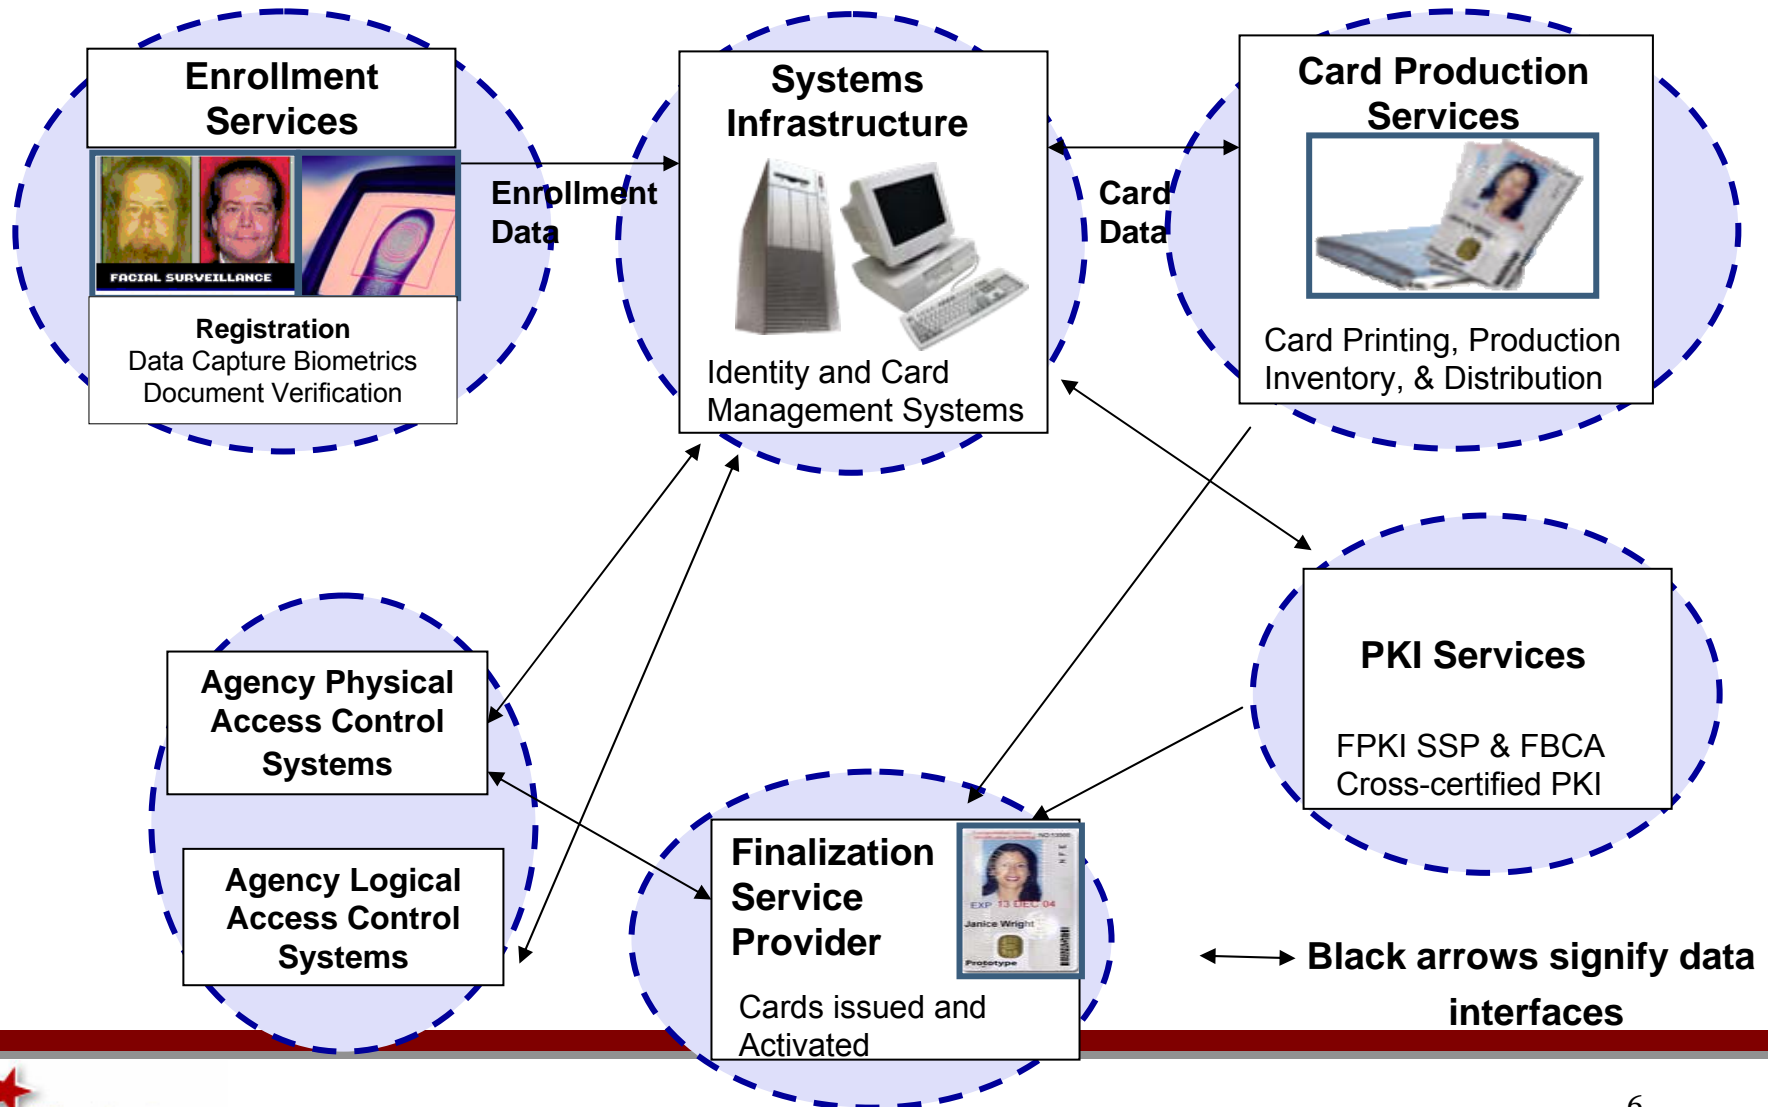 Enrollment
Services
FACIAL SURVEILLANCE
Registration
Data Capture Biometrics
Document Verification
Enrollment
Data
Systems
Infrastructure
Identity and Card
Management Systems
Card
Data
Card Production
Services
Card Printing, Production
Inventory, & Distribution
PKI Services
FPKI SSP & FBCA
Cross-certified PKI
Agency Physical
Access Control
Systems
Agency Logical
Access Control
Systems
Finalization
Service
Provider
EXP 13 DEC 04
Janice Wright
Prototype
Cards issued and
Activated
Black arrows signify data
interfaces
6